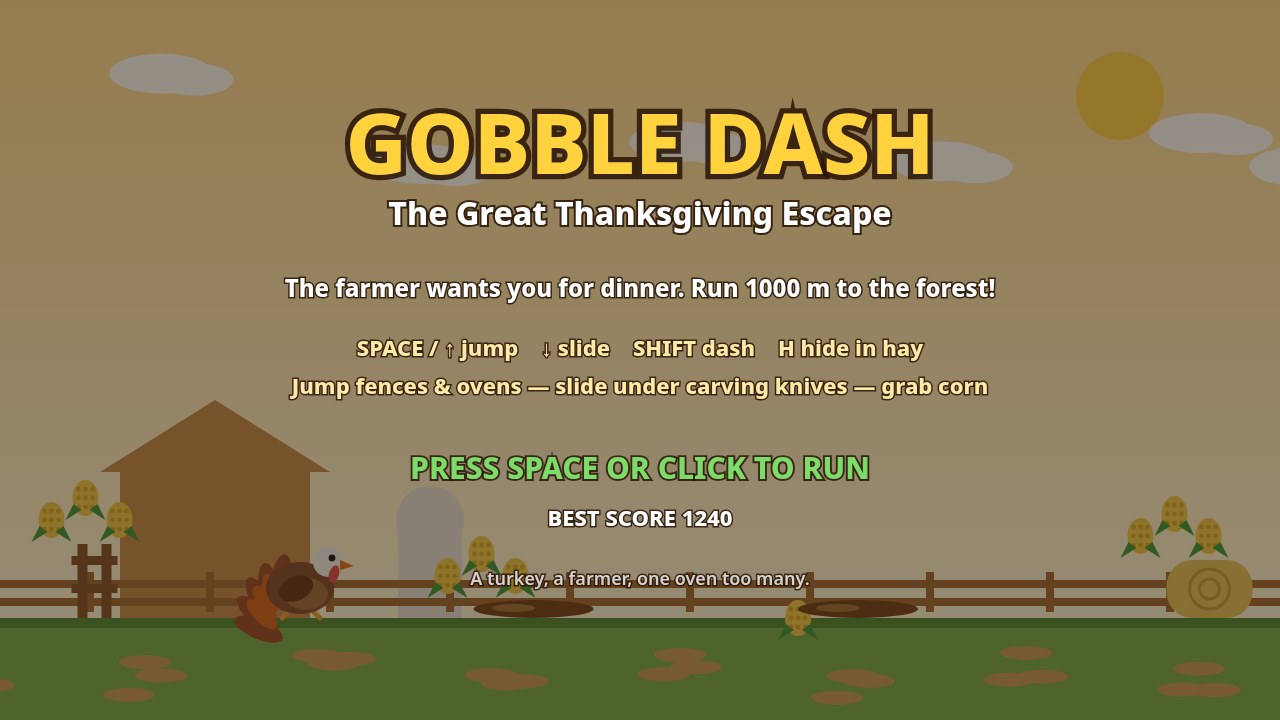 GOBBLE DASH
The Great Thanksgiving Escape
The farmer wants you for dinner. Run 1000 m to the forest!
SPACE / ↑ jump ↓ slide SHIFT dash H hide in hay
Jump fences & ovens — slide under carving knives — grab corn
PRESS SPACE OR CLICK TO RUN
BEST SCORE 1240
A turkey, a farmer, one oven too many.